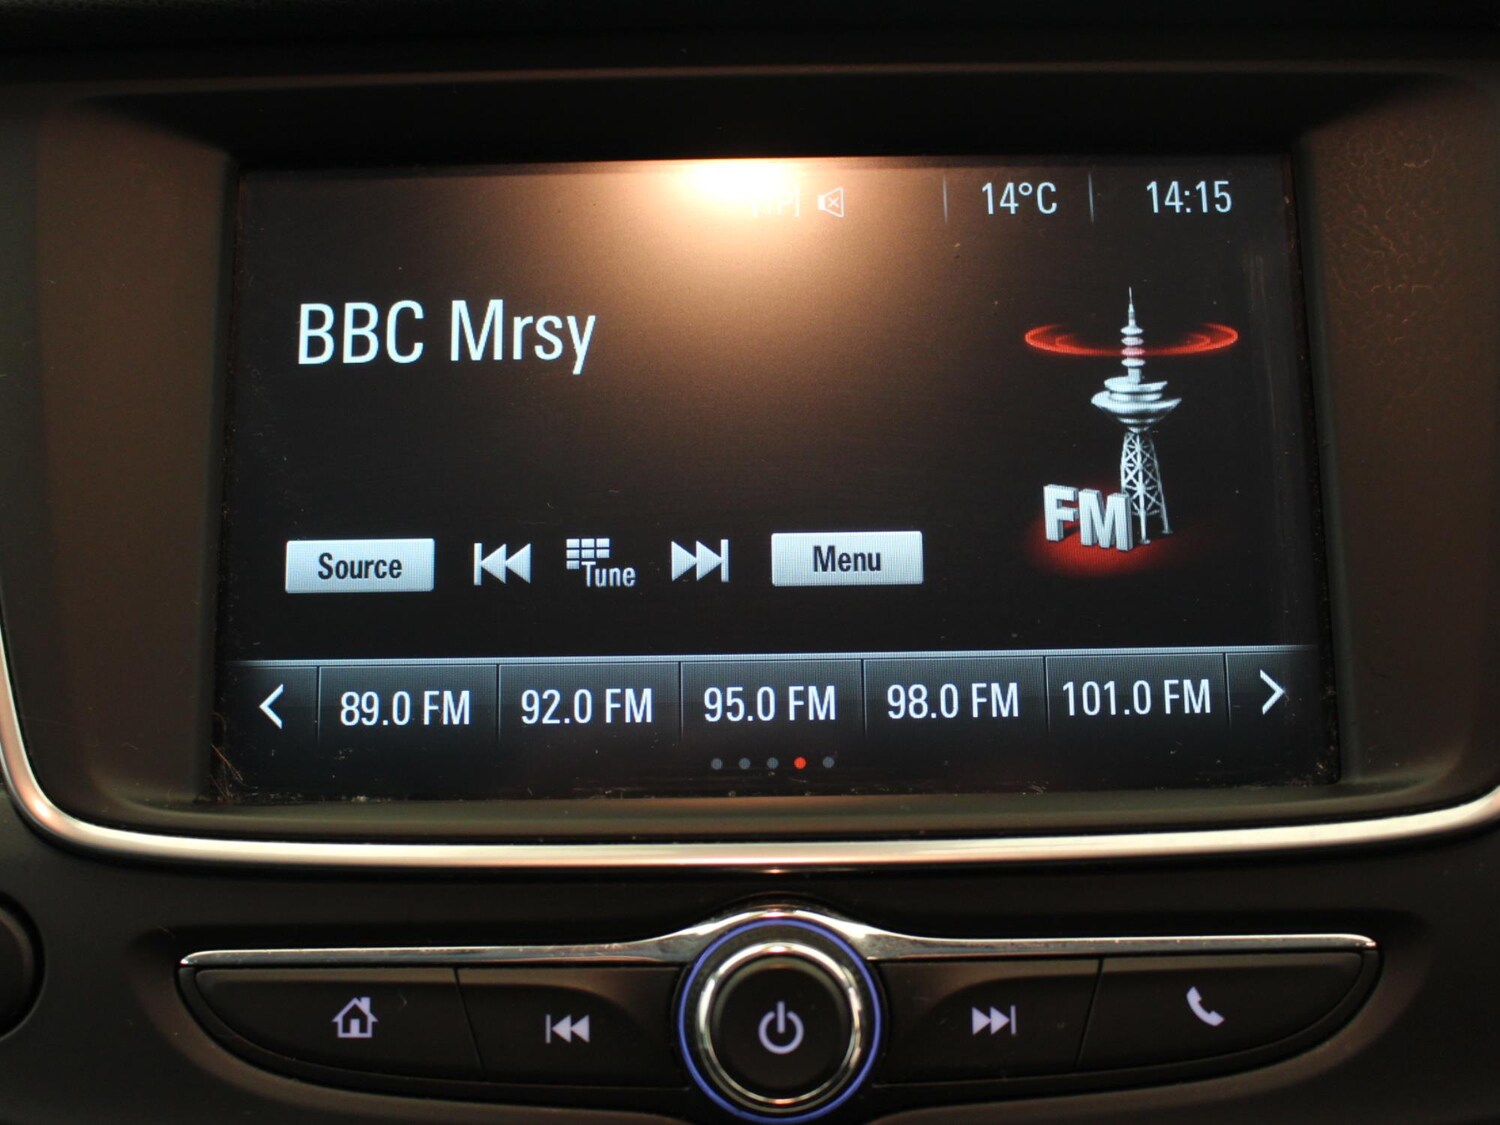 [TP] 14°C 14:15
BBC Mrsy
FM
Source Tune Menu
89.0 FM 92.0 FM 95.0 FM 98.0 FM 101.0 FM